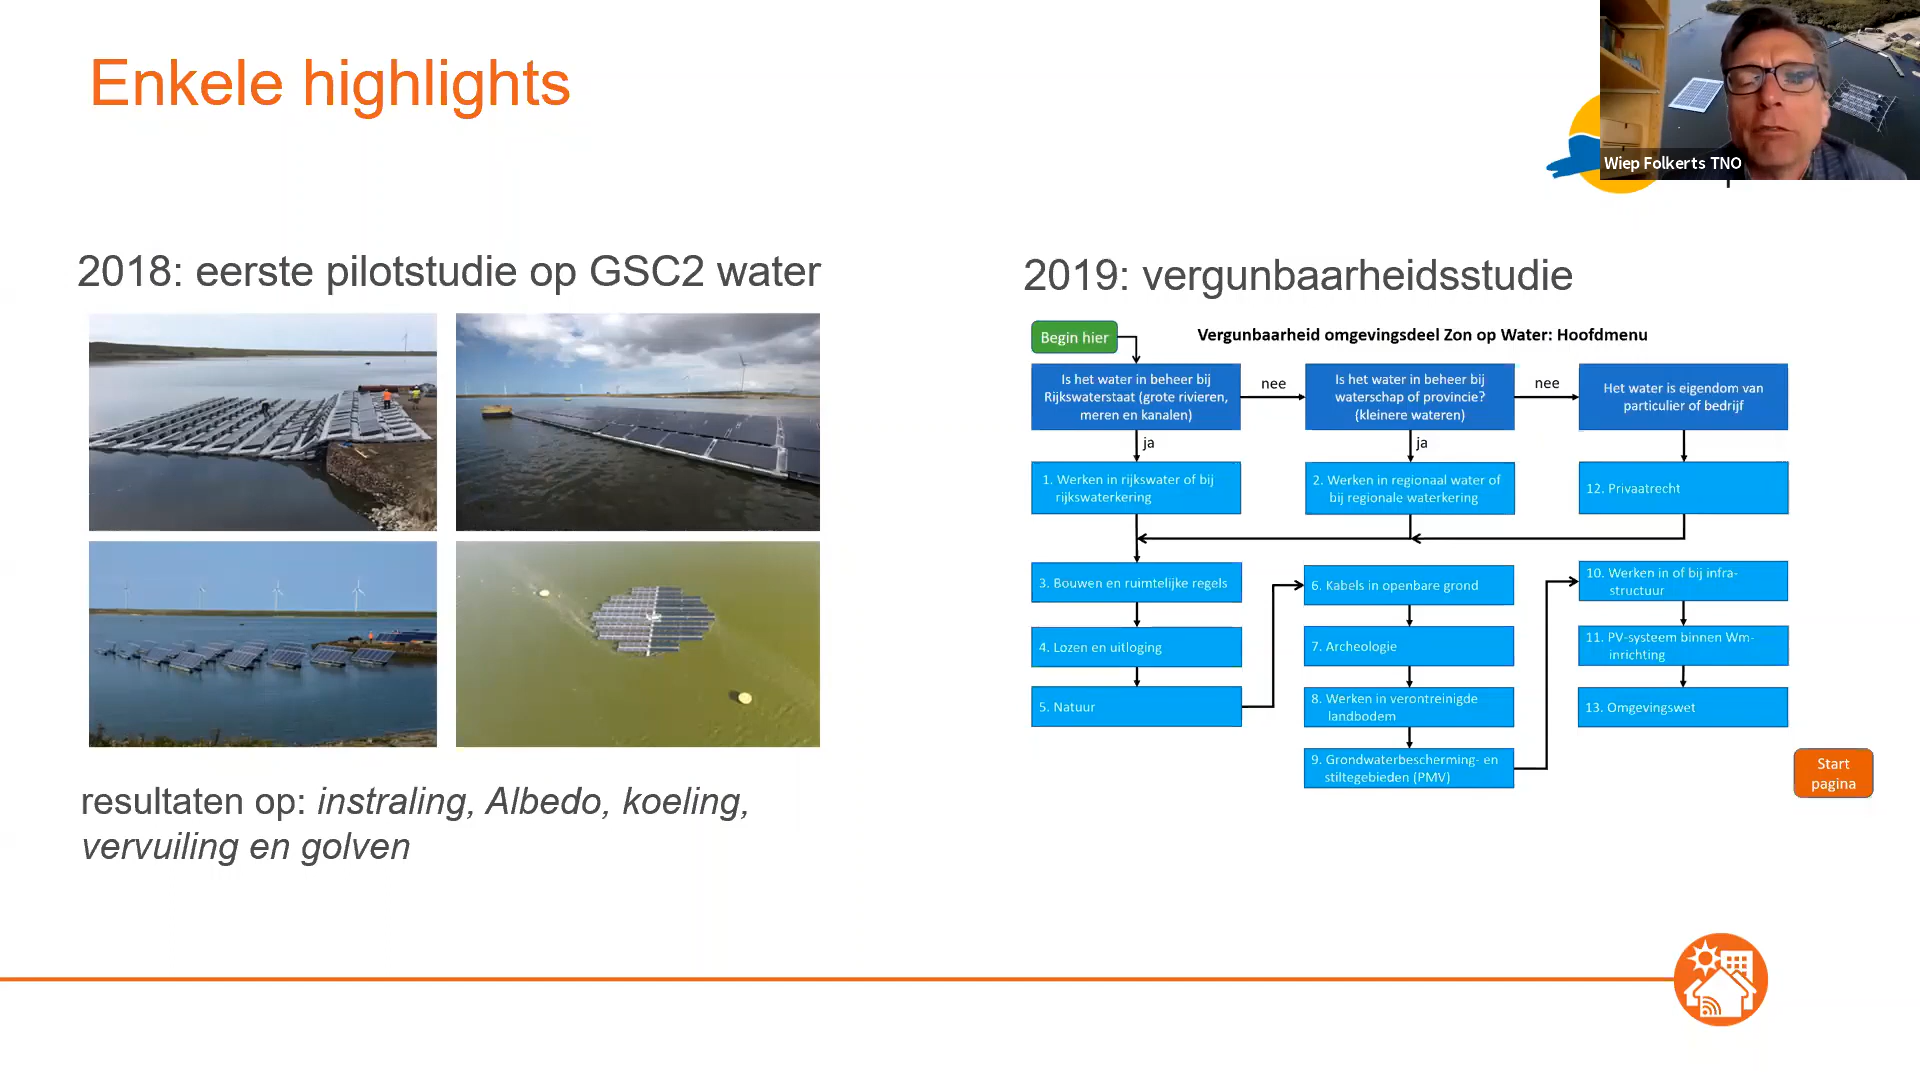 Enkele highlights
Wiep Folkerts TNO
2018: eerste pilotstudie op GSC2 water
resultaten op: instraling, Albedo, koeling,
vervuiling en golven
2019: vergunbaarheidsstudie
Begin hier
Vergunbaarheid omgevingsdeel Zon op Water: Hoofdmenu
Is het water in beheer bij
Rijkswaterstaat (grote rivieren,
meren en kanalen)
nee
Is het water in beheer bij
waterschap of provincie?
(kleinere wateren)
nee
Het water is eigendom van
particulier of bedrijf
ja
ja
1. Werken in rijkswater of bij
rijkswaterkering
2. Werken in regionaal water of
bij regionale waterkering
12. Privaatrecht
3. Bouwen en ruimtelijke regels
4. Lozen en uitloging
5. Natuur
6. Kabels in openbare grond
7. Archeologie
8. Werken in verontreinigde
landbodem
9. Grondwaterbescherming- en
stiltegebieden (PMV)
10. Werken in of bij infra-
structuur
11. PV-systeem binnen Wm-
inrichting
13. Omgevingswet
Start
pagina